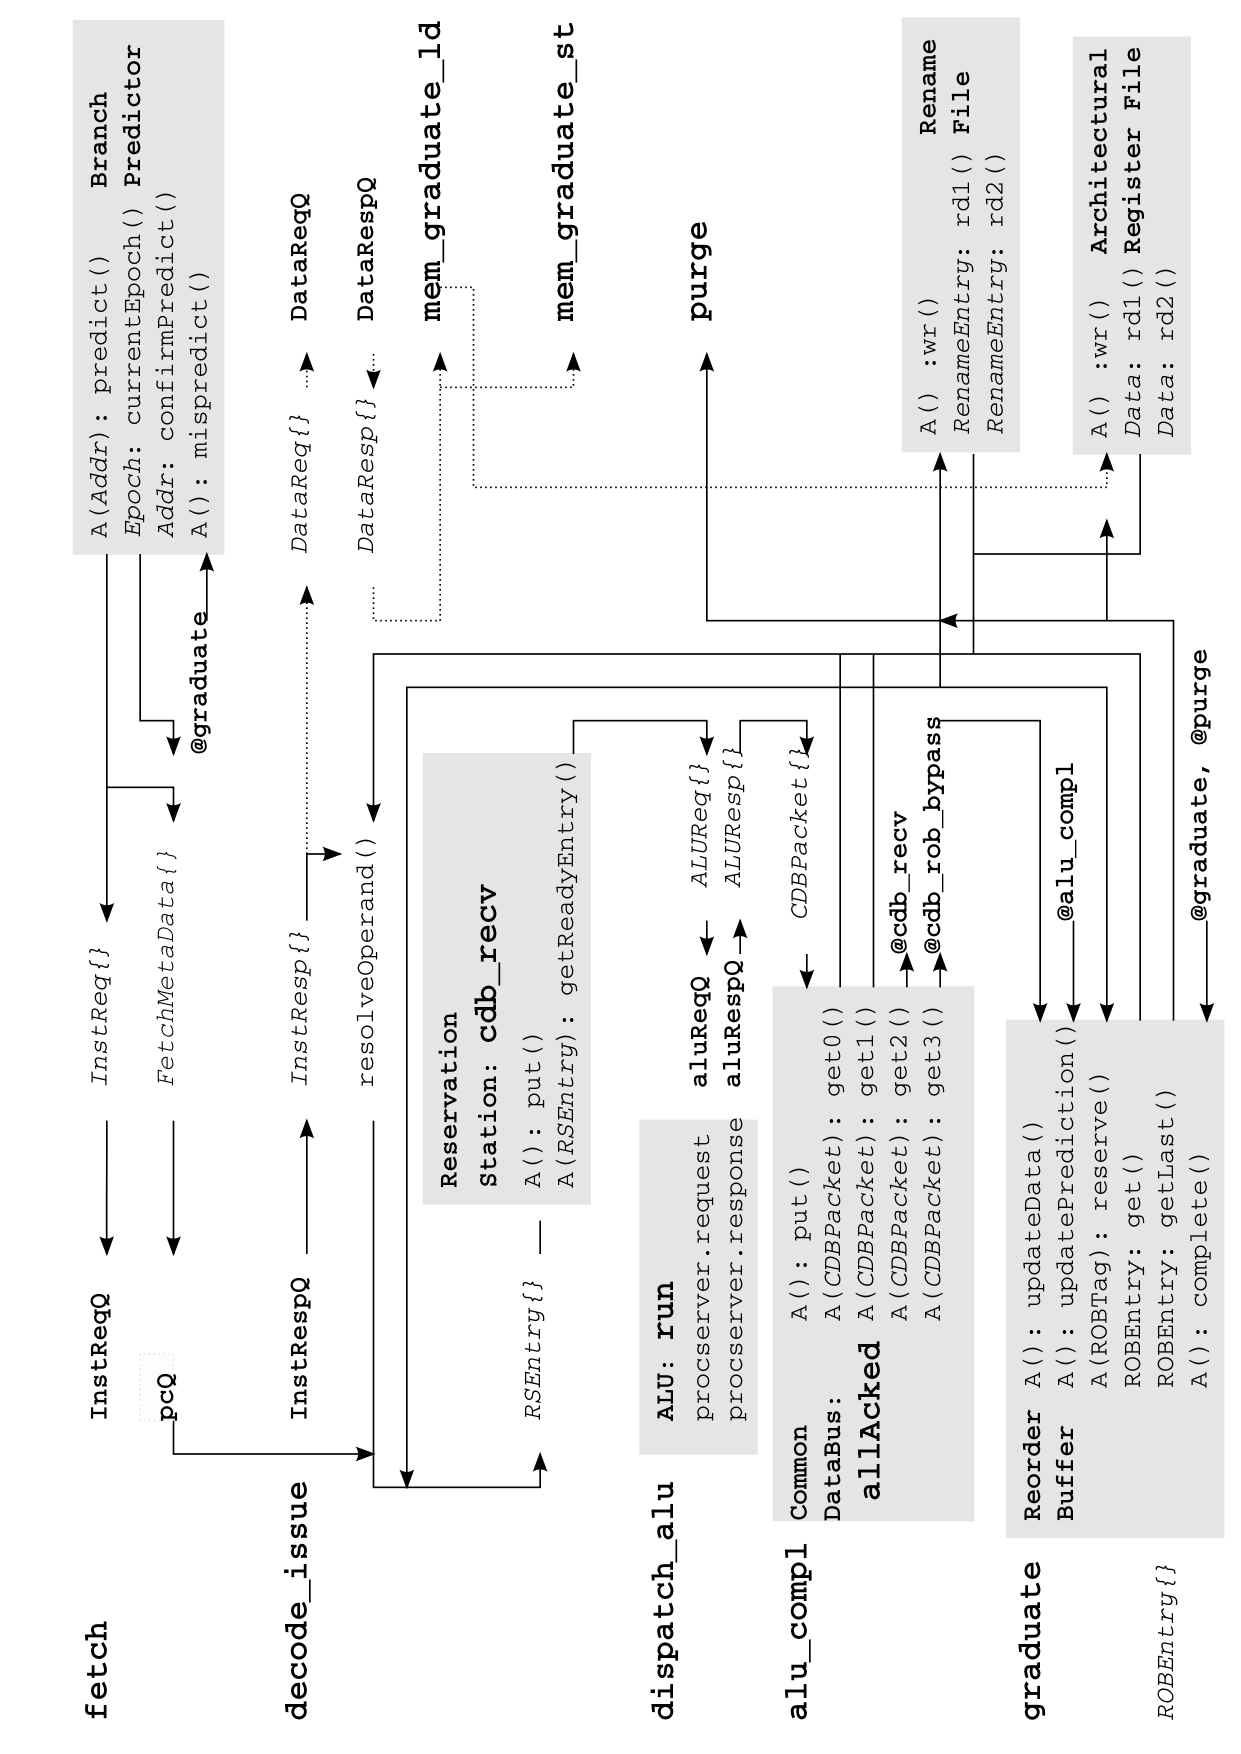 fetch
InstReqQ
InstReq{}
A(Addr): predict()
Branch
Epoch: currentEpoch()
Predictor
pcQ
FetchMetaData{}
Addr: confirmPredict()
@graduate
A(): mispredict()
decode_issue
InstRespQ
InstResp{}
DataReq{}
DataReqQ
resolveOperand()
DataResp{}
DataRespQ
mem_graduate_ld
mem_graduate_st
Reservation
Station: cdb_recv
A(): put()
A(RSEntry): getReadyEntry()
RSEntry{}
dispatch_alu
ALU: run
procserver.request
procserver.response
aluReqQ
ALUReq{}
purge
aluRespQ
ALUResp{}
alu_compl
Common
DataBus:
allAcked
A(): put()
A(CDBPacket): get0()
A(CDBPacket): get1()
A(CDBPacket): get2()
A(CDBPacket): get3()
CDBPacket{}
@cdb_recv
@cdb_rob_bypass
A() :wr()
Rename
RenameEntry: rd1()
File
RenameEntry: rd2()
graduate
Reorder
Buffer
A(): updateData()
A(): updatePrediction()
A(ROBTag): reserve()
ROBEntry: get()
ROBEntry: getLast()
A(): complete()
@alu_compl
@graduate, @purge
A() :wr()
Architectural
Data: rd1()
Register File
Data: rd2()
ROBEntry{}